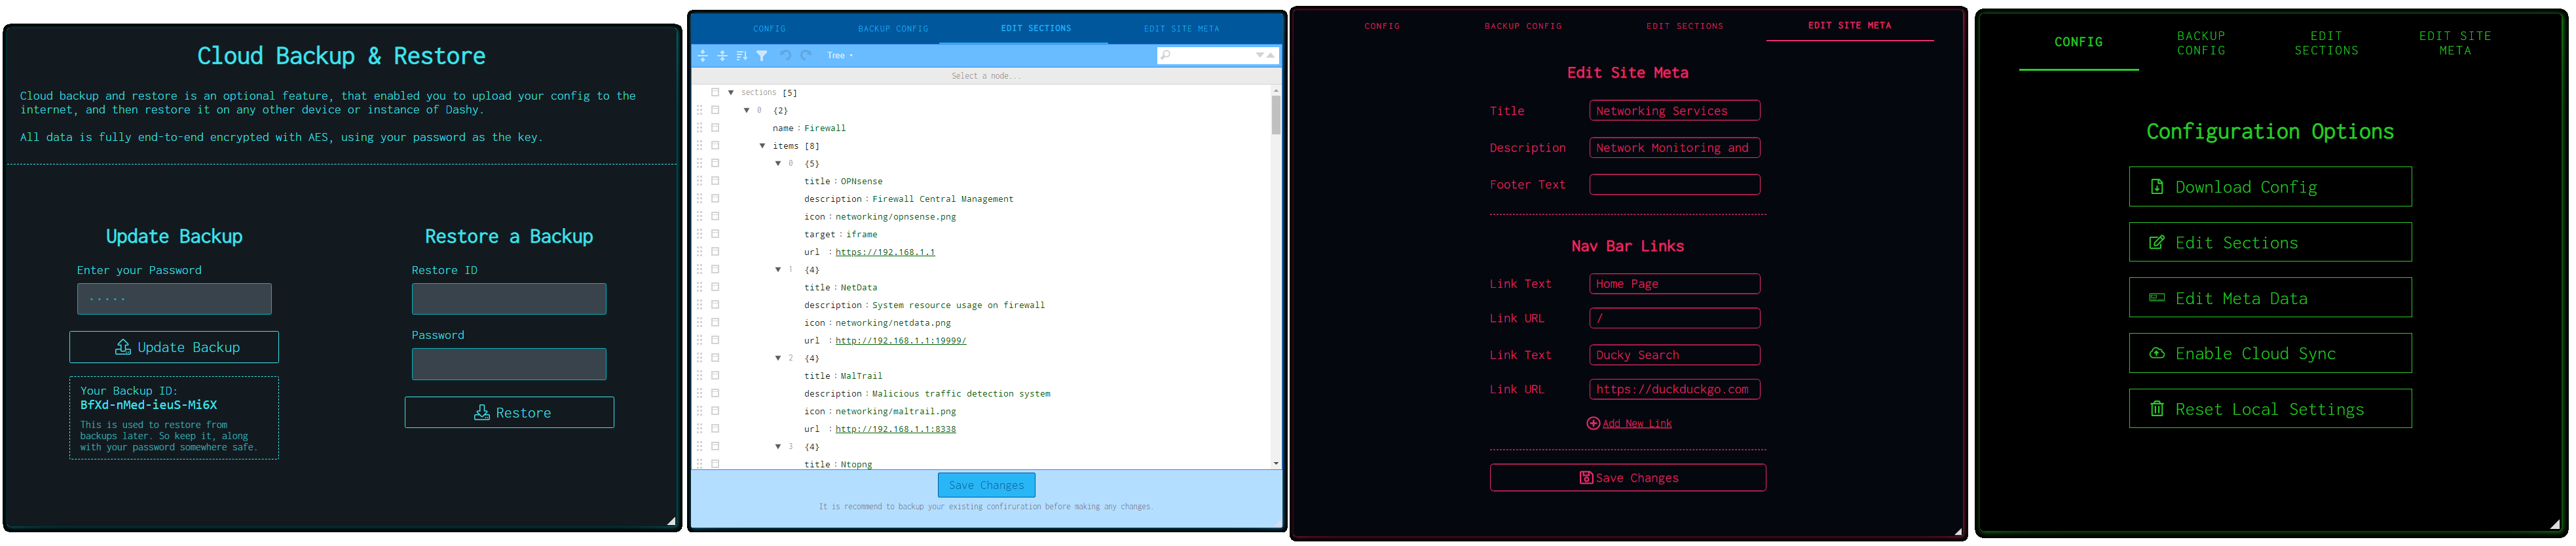 Cloud Backup & Restore
Cloud backup and restore is an optional feature, that enabled you to upload your config to the
internet, and then restore it on any other device or instance of Dashy.
All data is fully end-to-end encrypted with AES, using your password as the key.
Update Backup
Enter your Password
.....
Update Backup
Your Backup ID:
BfXd-nMed-ieuS-Mi6X
This is used to restore from
backups later. So keep it, along
with your password somewhere safe.
Restore a Backup
Restore ID
Password
Restore
CONFIG BACKUP CONFIG EDIT SECTIONS EDIT SITE META
Tree
Select a node...
sections [5]
0 {2}
name : Firewall
items [8]
0 {5}
title : OPNsense
description : Firewall Central Management
icon : networking/opnsense.png
target : iframe
url : https://192.168.1.1
1 {4}
title : NetData
description : System resource usage on firewall
icon : networking/netdata.png
url : http://192.168.1.1:19999/
2 {4}
title : MalTrail
description : Malicious traffic detection system
icon : networking/maltrail.png
url : http://192.168.1.1:8338
3 {4}
title : Ntopng
Save Changes
It is recommend to backup your existing confiruration before making any changes.
CONFIG BACKUP CONFIG EDIT SECTIONS EDIT SITE META
Edit Site Meta
Title Networking Services
Description Network Monitoring and
Footer Text
Nav Bar Links
Link Text Home Page
Link URL /
Link Text Ducky Search
Link URL https://duckduckgo.com
Add New Link
Save Changes
CONFIG
BACKUP
CONFIG
EDIT
SECTIONS
EDIT SITE
META
Configuration Options
Download Config
Edit Sections
Edit Meta Data
Enable Cloud Sync
Reset Local Settings